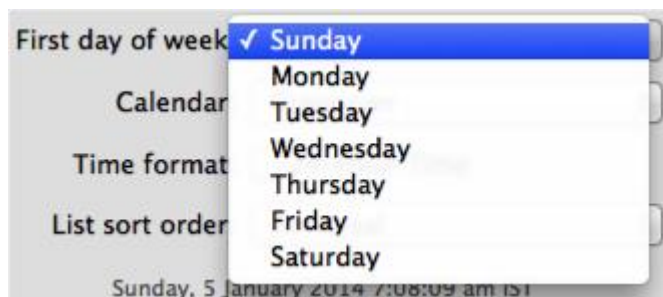 First day of week ✓ Sunday
Monday
Calendar
Tuesday
Time format
Wednesday
Thursday
List sort order
Friday
Saturday
Sunday, 5 January 2014 7:08:09 am IST